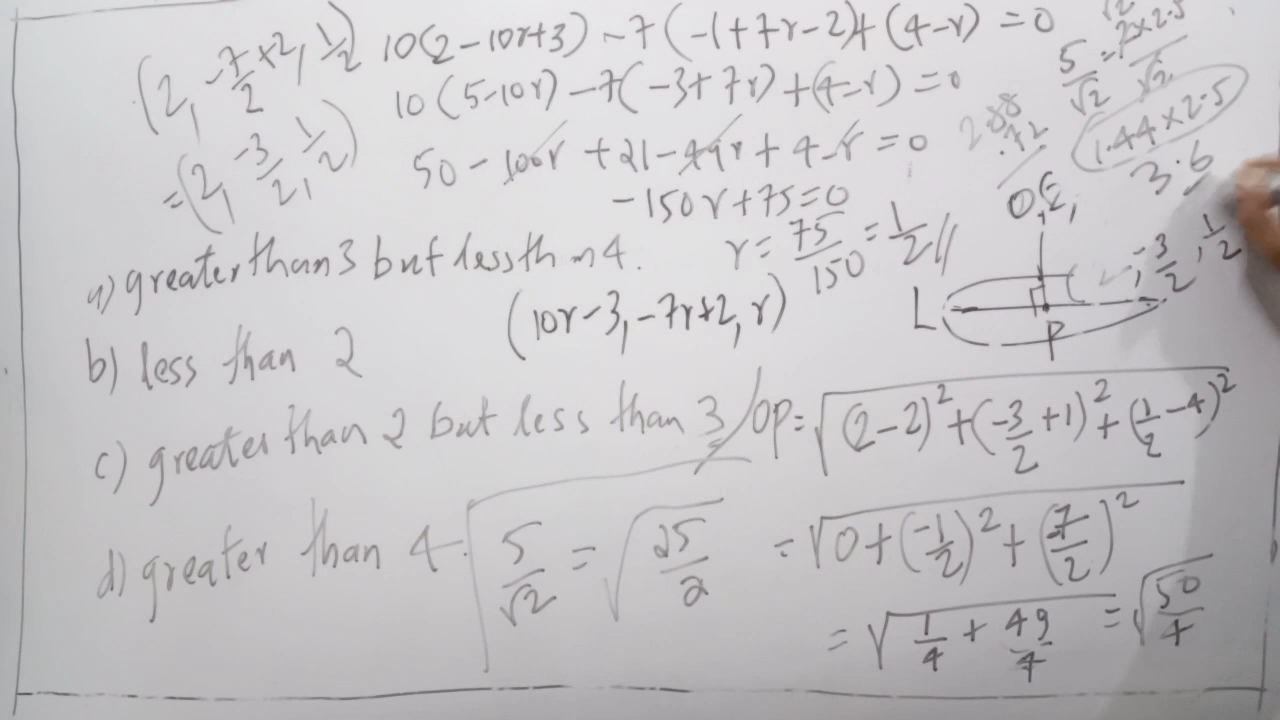 (2, -7/2+2, 1/2) 10(2-10r+3) -7(-1+7r-2)+(4-r) =0
10(5-10r) -7(-3+7r) +(4-r) =0
=(2, -3/2, 1/2) 50-100r +21-49r+4-r =0
-150r+75=0
r= 75/150 = 1/2 //
5/√2 = 2×2.5/√2
1.44×2.5
2.88
.72
3.6
a) greater than 3 but less than 4.
(10r-3, -7r+2, r)
L
P
, -3/2, 1/2
b) less than 2
c) greater than 2 but less than 3
OP= √(2-2)²+(-3/2+1)²+(1/2-4)²
d) greater than 4.
5/√2 = √25/2
= √0+(-1/2)²+(7/2)²
= √1/4 + 49/4 = √50/4